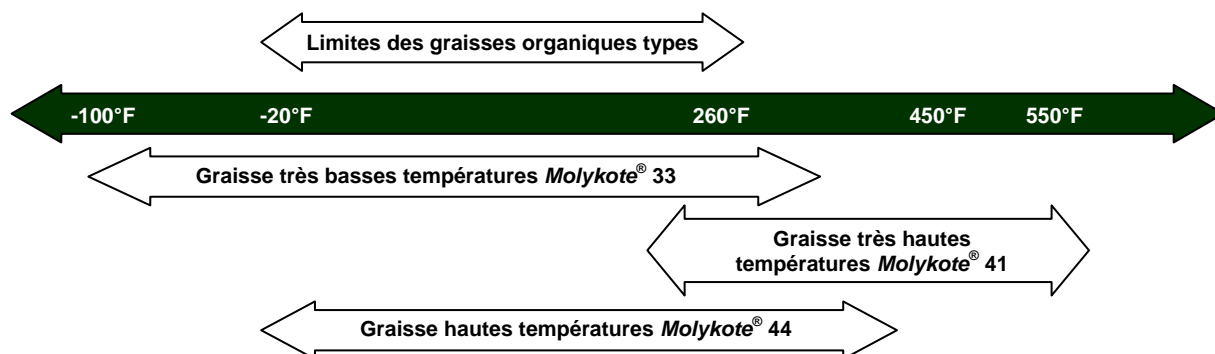 Limites des graisses organiques types
-100°F -20°F 260°F 450°F 550°F
Graisse très basses températures Molykote® 33
Graisse très hautes
températures Molykote® 41
Graisse hautes températures Molykote® 44